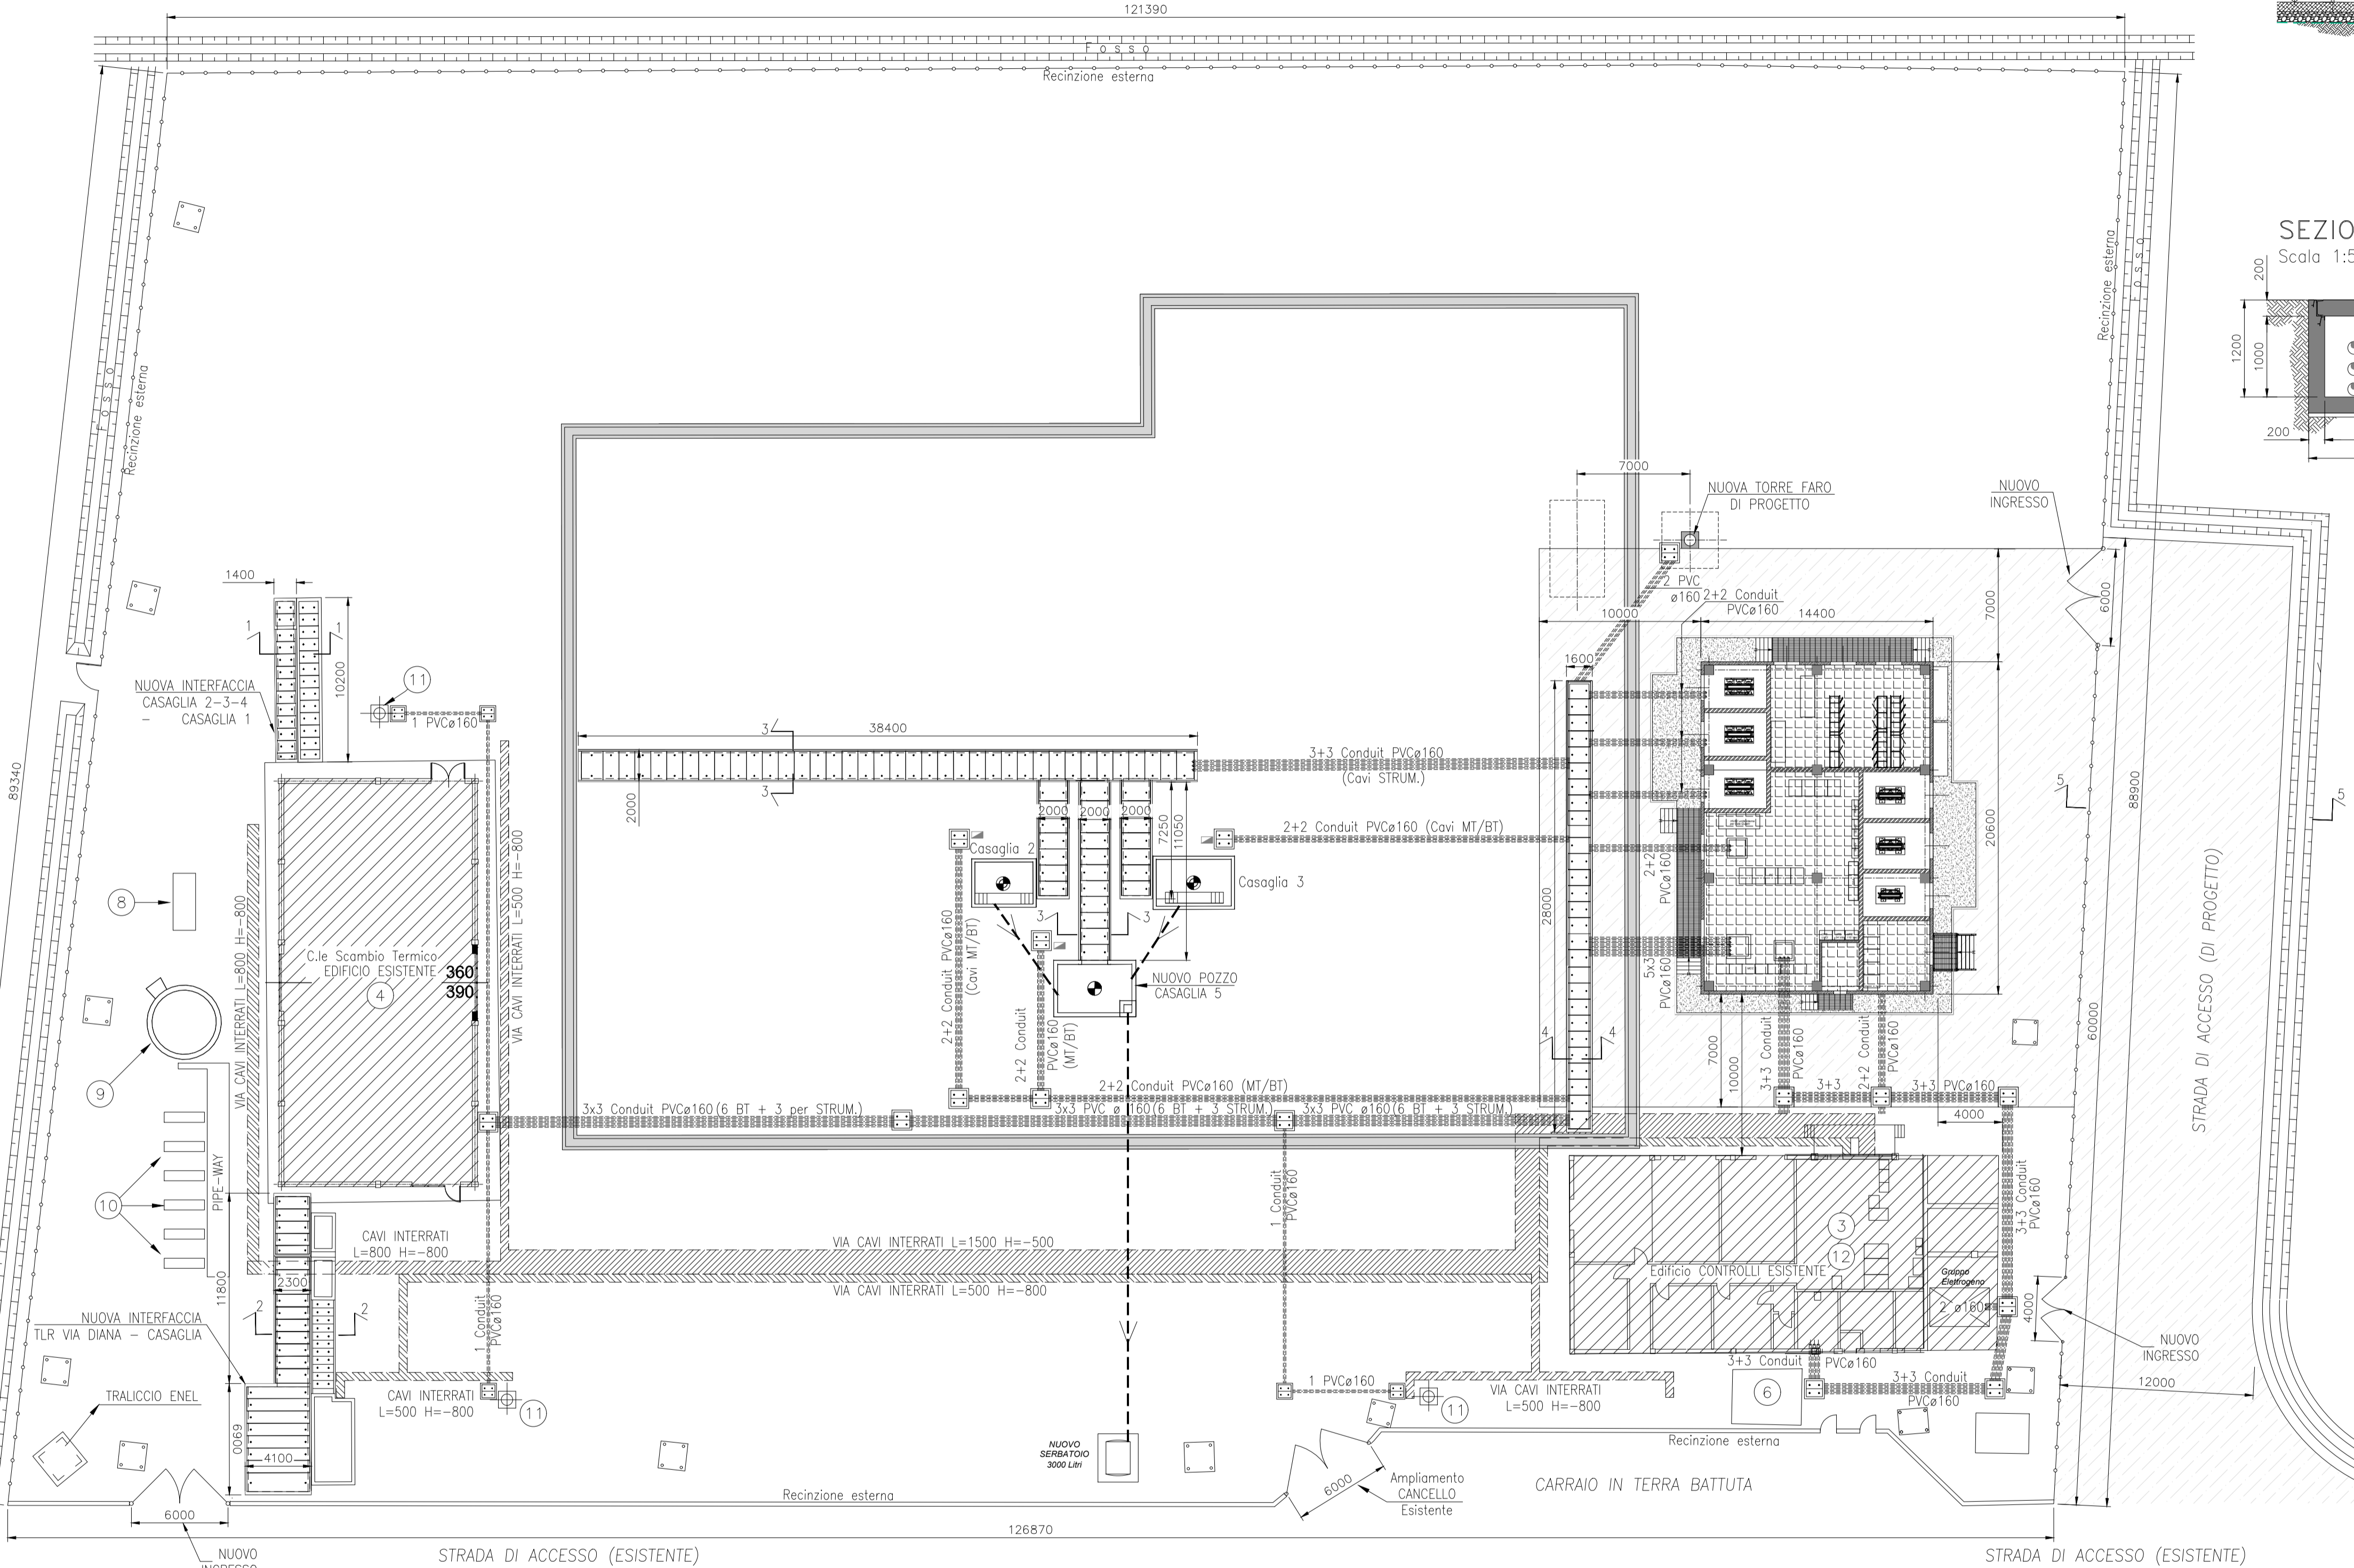 121390
Fosso
Recinzione esterna
SEZIO
Scala 1:5
200
1200
1000
200
Fosso
Recinzione esterna
Recinzione esterna
Fosso
89340
7000
NUOVA TORRE FARO
DI PROGETTO
NUOVO
INGRESSO
6000
7000
2 PVC
ø160
2+2 Conduit
PVCø160
10000
14400
1400
1
1
10200
NUOVA INTERFACCIA
CASAGLIA 2-3-4
- CASAGLIA 1
11
1 PVCø160
1600
38400
3
3
2000
3+3 Conduit PVCø160
(Cavi STRUM.)
2000
2000
2000
7250
11050
2+2 Conduit PVCø160 (Cavi MT/BT)
Casaglia 2
Casaglia 3
28000
2+2
PVCø160
5x3
PVCø160
20600
5
5
88900
60000
STRADA DI ACCESSO (DI PROGETTO)
8
VIA CAVI INTERRATI L=800 H=-800
VIA CAVI INTERRATI L=500 H=-800
C.le Scambio Termico
EDIFICIO ESISTENTE
360
390
4
9
2+2 Conduit PVCø160
(Cavi MT/BT)
2+2 Conduit
PVCø160
(MT/BT)
3
3
NUOVO POZZO
CASAGLIA 5
4
4
7000
10000
3+3 Conduit
PVCø160
2+2 Conduit
PVCø160
3+3
3+3 PVCø160
4000
2+2 Conduit PVCø160 (MT/BT)
3x3 Conduit PVCø160(6 BT + 3 per STRUM.)
3x3 PVC ø 160(6 BT + 3 STRUM.)
3x3 PVC ø160(6 BT + 3 STRUM.)
10
PIPE-WAY
11800
1 Conduit
PVCø160
3+3 Conduit
PVCø160
CAVI INTERRATI
L=800 H=-800
VIA CAVI INTERRATI L=1500 H=-500
VIA CAVI INTERRATI L=500 H=-800
3
12
Edificio CONTROLLI ESISTENTE
Gruppo
Elettrogeno
2 ø160
4000
NUOVO
INGRESSO
2300
2
2
NUOVA INTERFACCIA
TLR VIA DIANA - CASAGLIA
1 Conduit
PVCø160
TRALICCIO ENEL
CAVI INTERRATI
L=500 H=-800
11
1 PVCø160
11
VIA CAVI INTERRATI
L=500 H=-800
3+3 Conduit
PVCø160
6
3+3 Conduit
PVCø160
12000
6900
4100
NUOVO
SERBATOIO
3000 Litri
Recinzione esterna
Recinzione esterna
6000
Ampliamento
CANCELLO
Esistente
CARRAIO IN TERRA BATTUTA
6000
126870
NUOVO
INGRESSO
STRADA DI ACCESSO (ESISTENTE)
STRADA DI ACCESSO (ESISTENTE)